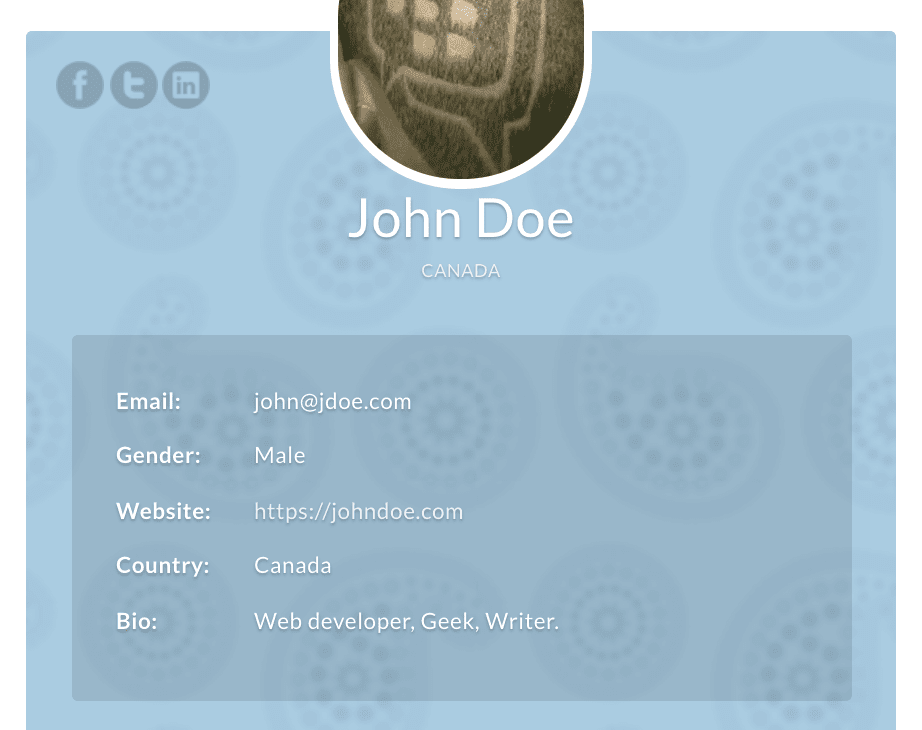 John Doe
CANADA
Email: john@jdoe.com
Gender: Male
Website: https://johndoe.com
Country: Canada
Bio: Web developer, Geek, Writer.